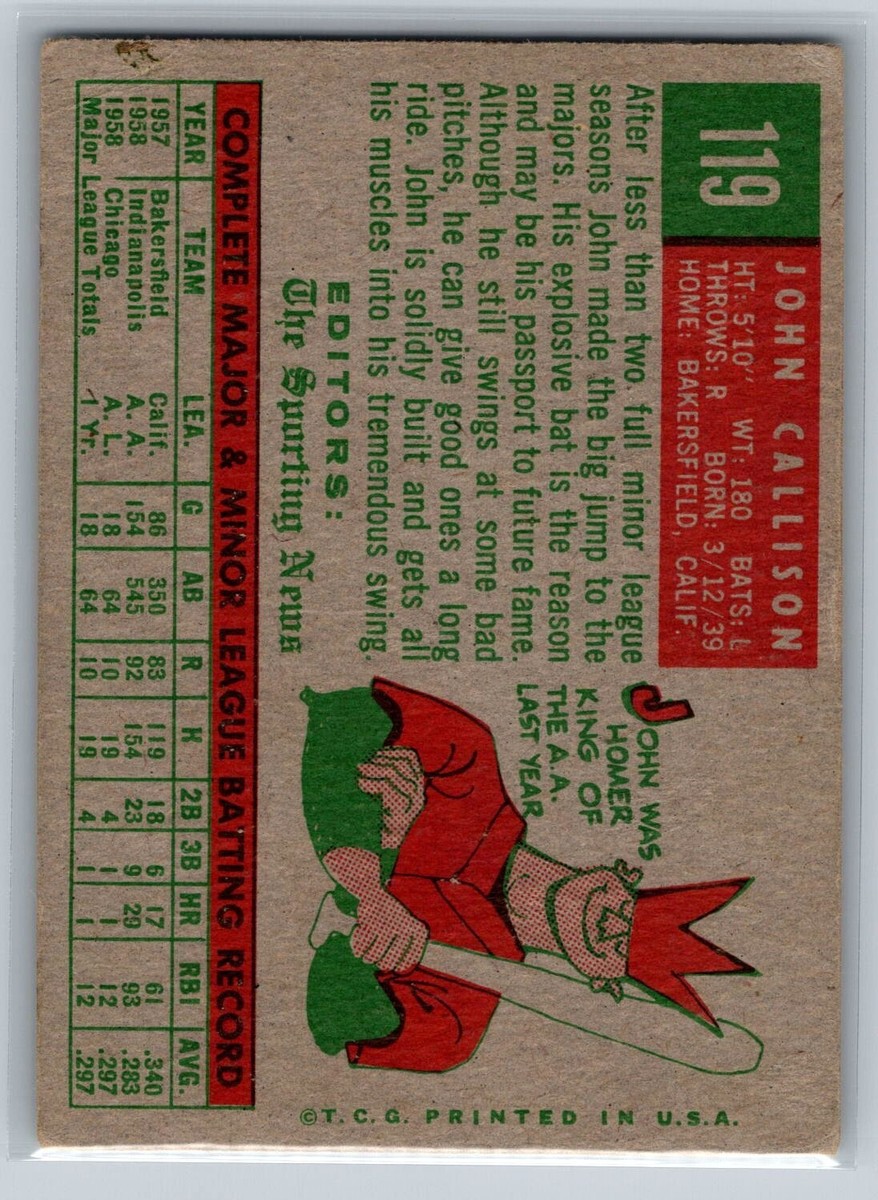 119
JOHN CALLISON
HT: 5'10" WT: 180 BATS: L
THROWS: R BORN: 3/12/39
HOME: BAKERSFIELD, CALIF.
After less than two full minor league
seasons John made the big jump to the
majors. His explosive bat is the reason
and may be his passport to future fame.
Although he still swings at some bad
pitches, he can give good ones a long
ride. John is solidly built and gets all
his muscles into his tremendous swing.
EDITORS:
The Sporting News
JOHN WAS
HOMER
KING OF
THE A.A.
LAST YEAR
COMPLETE MAJOR & MINOR LEAGUE BATTING RECORD
YEAR TEAM LEA. G AB R H 2B 3B HR RBI AVG.
1957 Bakersfield Calif. 86 350 83 119 18 6 17 61 .340
1958 Indianapolis A. A. 154 545 92 154 23 9 29 93 .283
1958 Chicago A. L. 18 64 10 19 4 1 1 12 .297
Major League Totals 1 Yr. 18 64 10 19 4 1 1 12 .297
©T.C.G. PRINTED IN U.S.A.